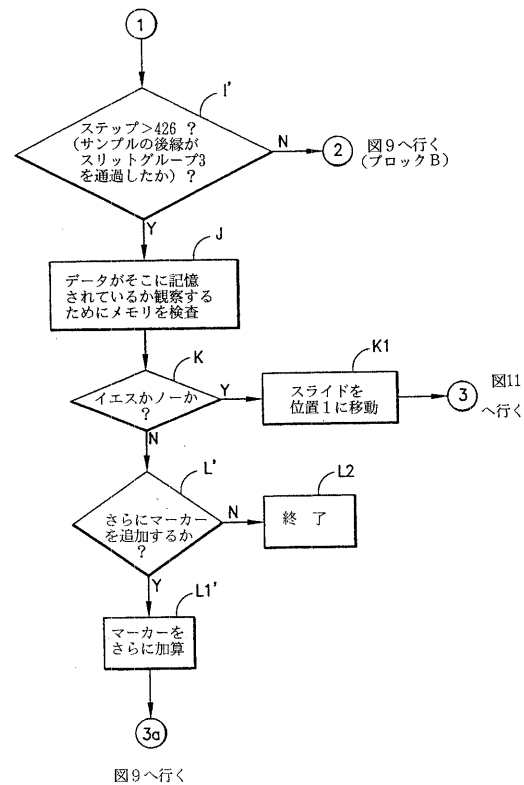 1
I'
ステップ>426 ?
(サンプルの後縁が
スリットグループ3
を通過したか) ?
N
2
図9へ行く
(ブロックB)
Y
J
データがそこに記憶
されているか観察する
ためにメモリを検査
K
イエスかノーか
?
Y
K1
スライドを
位置1に移動
3
図11
へ行く
N
L'
さらにマーカー
を追加するか
?
N
L2
終 了
Y
L1'
マーカーを
さらに加算
3a
図9へ行く